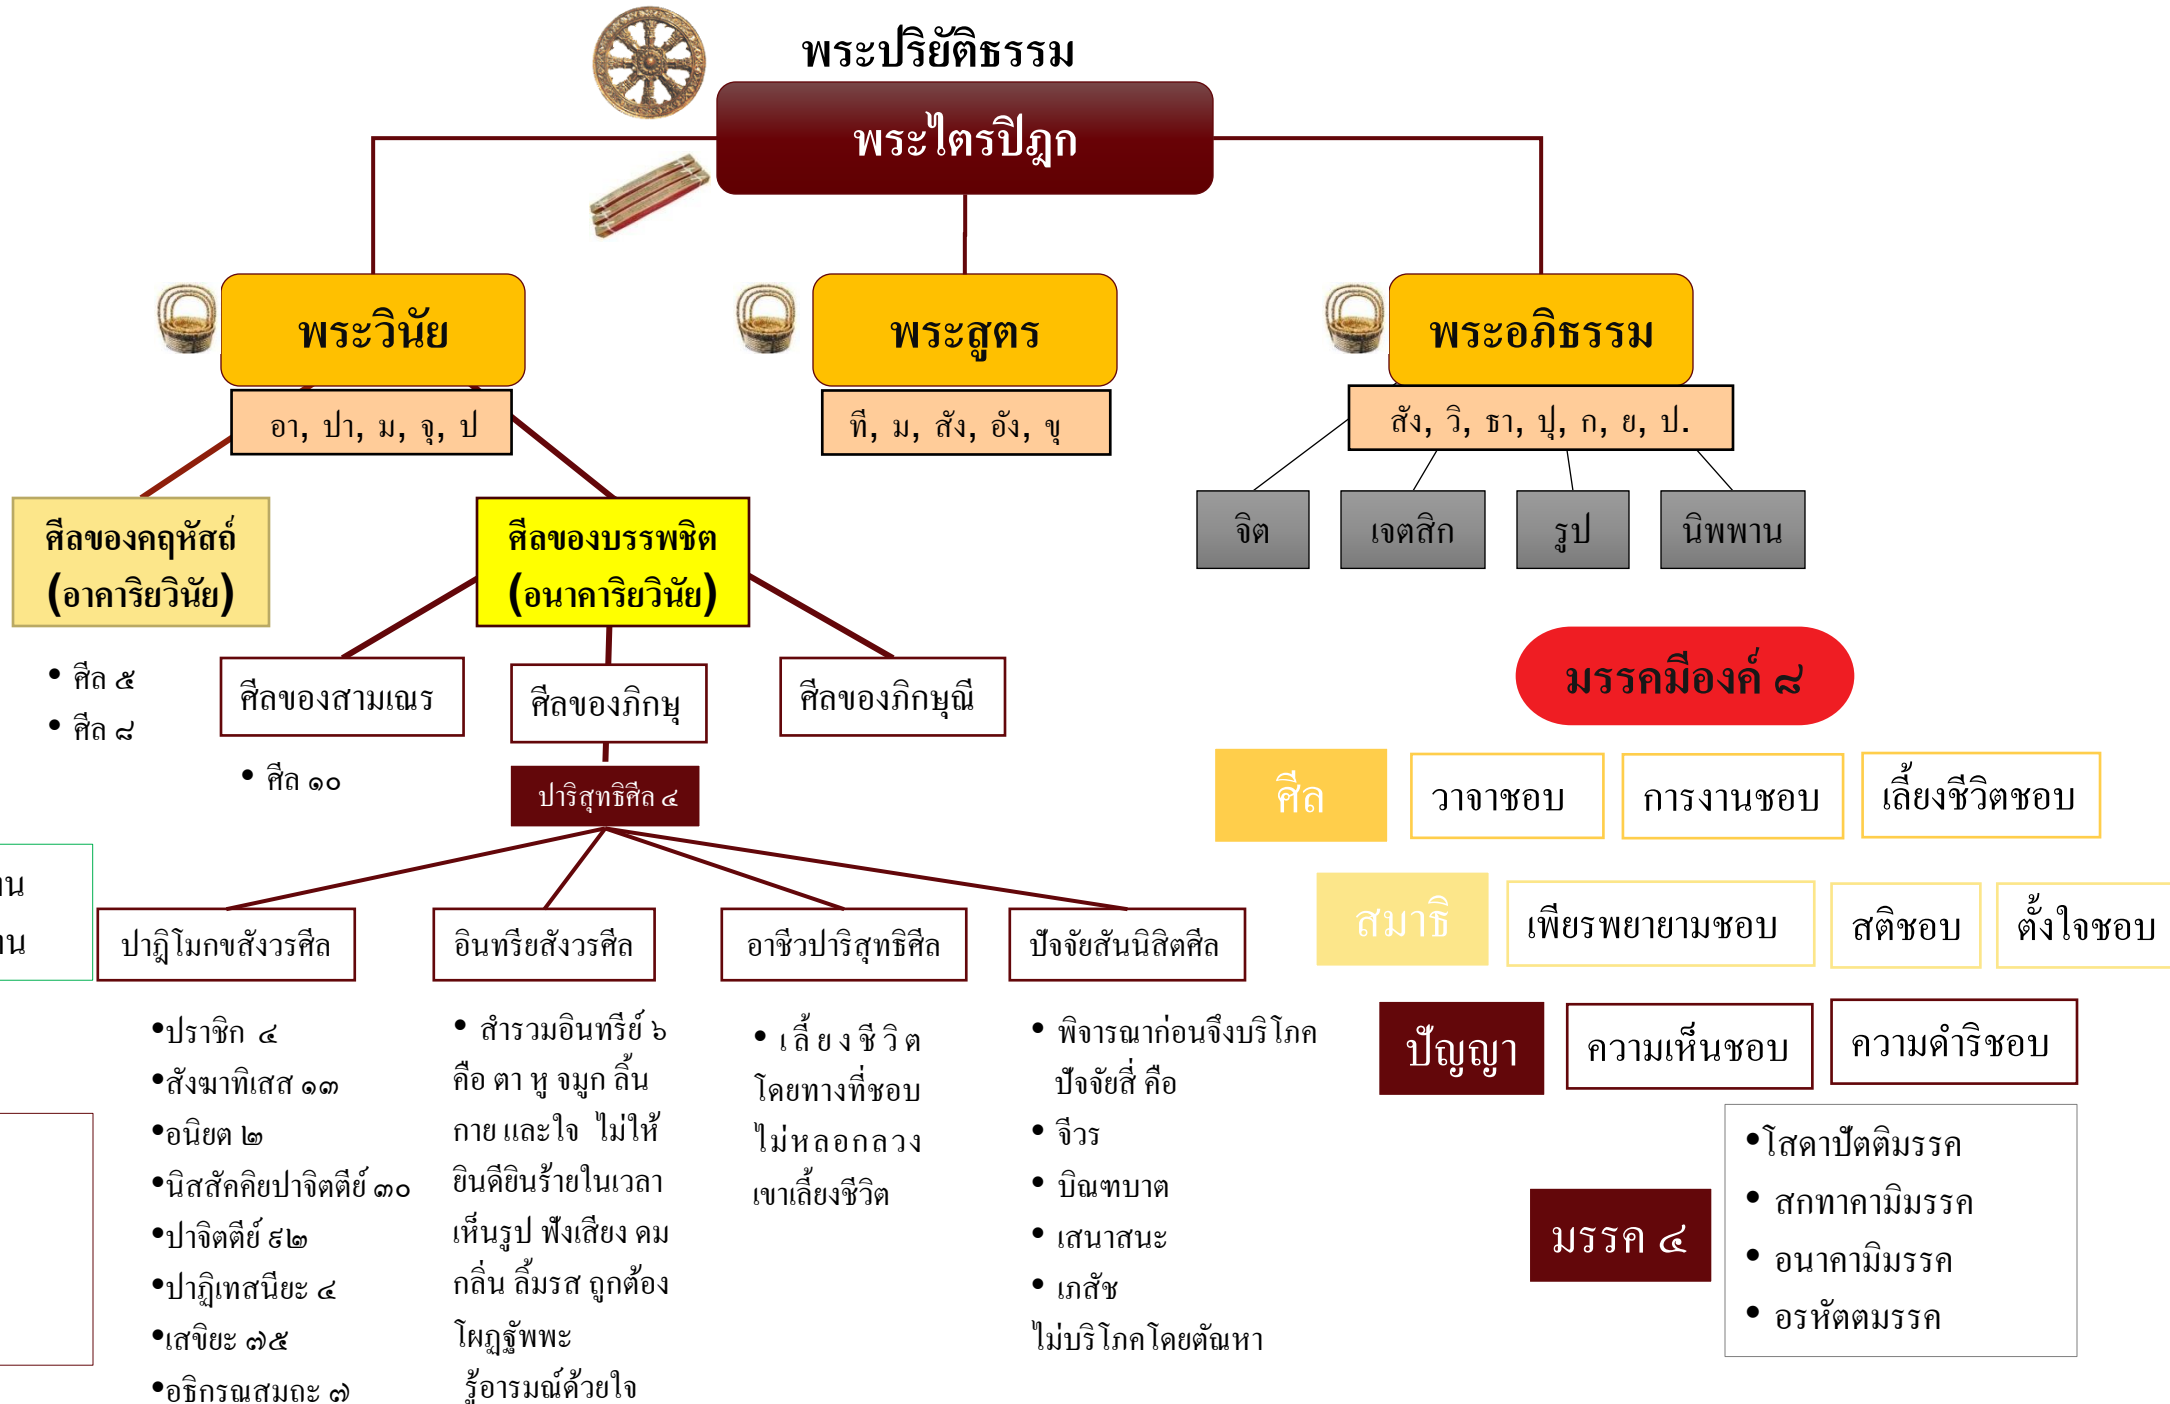 พระปริยัติธรรม
พระไตรปิฎก
พระวินัย
พระสูตร
พระอภิธรรม
อา, ปา, ม, จุ, ป
ที, ม, สัง, อัง, ขุ
สัง, วิ, ธา, ปุ, ก, ย, ป.
จิต
เจตสิก
รูป
นิพพาน
ศีลของคฤหัสถ์
(อาคาริยวินัย)
ศีลของบรรพชิต
(อนาคาริยวินัย)
• ศีล ๕
• ศีล ๘
ศีลของสามเณร
ศีลของภิกษุ
ศีลของภิกษุณี
• ศีล ๑๐
ปาริสุทธิศีล ๔
ปาฎิโมกขสังวรศีล
อินทรียสังวรศีล
อาชีวปาริสุทธิศีล
ปัจจัยสันนิสิตศีล
•ปราชิก ๔
•สังฆาทิเสส ๑๓
•อนิยต ๒
•นิสสัคคิยปาจิตตีย์ ๓๐
•ปาจิตตีย์ ๙๒
•ปาฏิเทสนียะ ๔
•เสขิยะ ๗๕
•อธิกรณสมถะ ๗
• สำรวมอินทรีย์ ๖
คือ ตา หู จมูก ลิ้น
กาย และใจ ไม่ให้
ยินดียินร้ายในเวลา
เห็นรูป ฟังเสียง ดม
กลิ่น ลิ้มรส ถูกต้อง
โผฏฐัพพะ
รู้อารมณ์ด้วยใจ
• เลี้ยงชีวิต
โดยทางที่ชอบ
ไม่หลอกลวง
เขาเลี้ยงชีวิต
• พิจารณาก่อนจึงบริโภค
ปัจจัยสี่ คือ
• จีวร
• บิณฑบาต
• เสนาสนะ
• เภสัช
ไม่บริโภคโดยตัณหา
มรรคมีองค์ ๘
ศีล
วาจาชอบ
การงานชอบ
เลี้ยงชีวิตชอบ
สมาธิ
เพียรพยายามชอบ
สติชอบ
ตั้งใจชอบ
ปัญญา
ความเห็นชอบ
ความดำริชอบ
มรรค ๔
•โสดาปัตติมรรค
• สกทาคามิมรรค
• อนาคามิมรรค
• อรหัตตมรรค